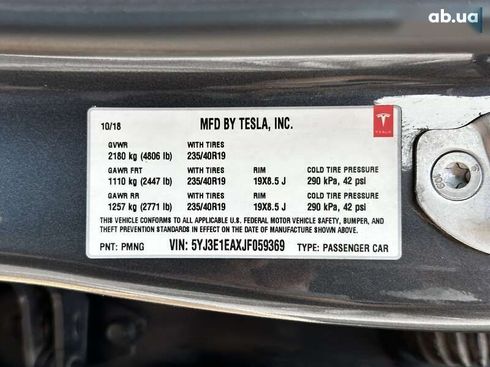 ab.ua
10/18 MFD BY TESLA, INC.
TESLA
GVWR WITH TIRES
2180 kg (4806 lb) 235/40R19
GAWR FRT WITH TIRES RIM COLD TIRE PRESSURE
1110 kg (2447 lb) 235/40R19 19X8.5 J 290 kPa, 42 psi
GAWR RR WITH TIRES RIM COLD TIRE PRESSURE
1257 kg (2771 lb) 235/40R19 19X8.5 J 290 kPa, 42 psi
THIS VEHICLE CONFORMS TO ALL APPLICABLE U.S. FEDERAL MOTOR VEHICLE SAFETY, BUMPER, AND
THEFT PREVENTION STANDARDS IN EFFECT ON THE DATE OF MANUFACTURE SHOWN ABOVE.
PNT: PMNG VIN: 5YJ3E1EAXJF059369 TYPE: PASSENGER CAR